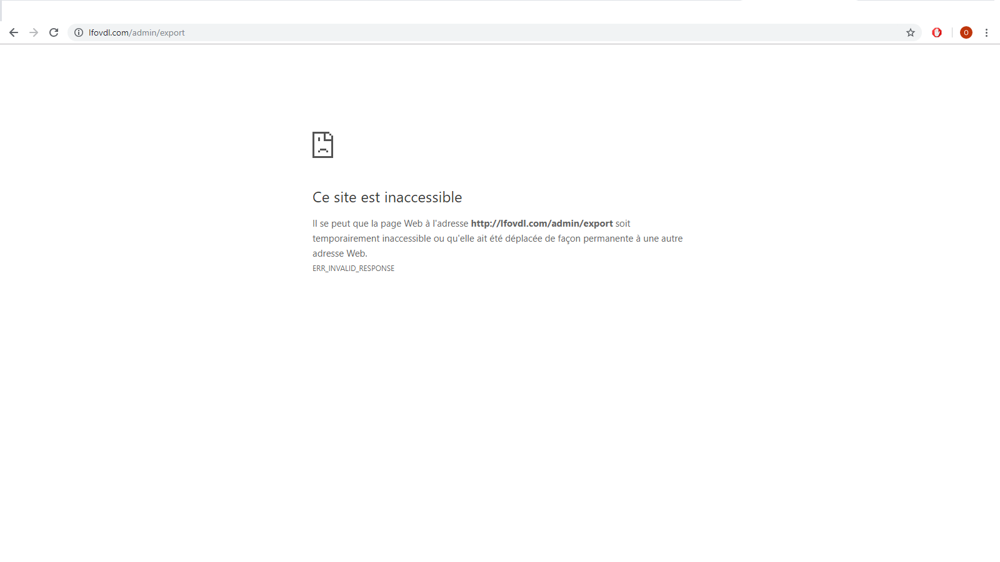 lfovdl.com/admin/export
O
Ce site est inaccessible
Il se peut que la page Web à l'adresse http://lfovdl.com/admin/export soit
temporairement inaccessible ou qu'elle ait été déplacée de façon permanente à une autre
adresse Web.
ERR_INVALID_RESPONSE